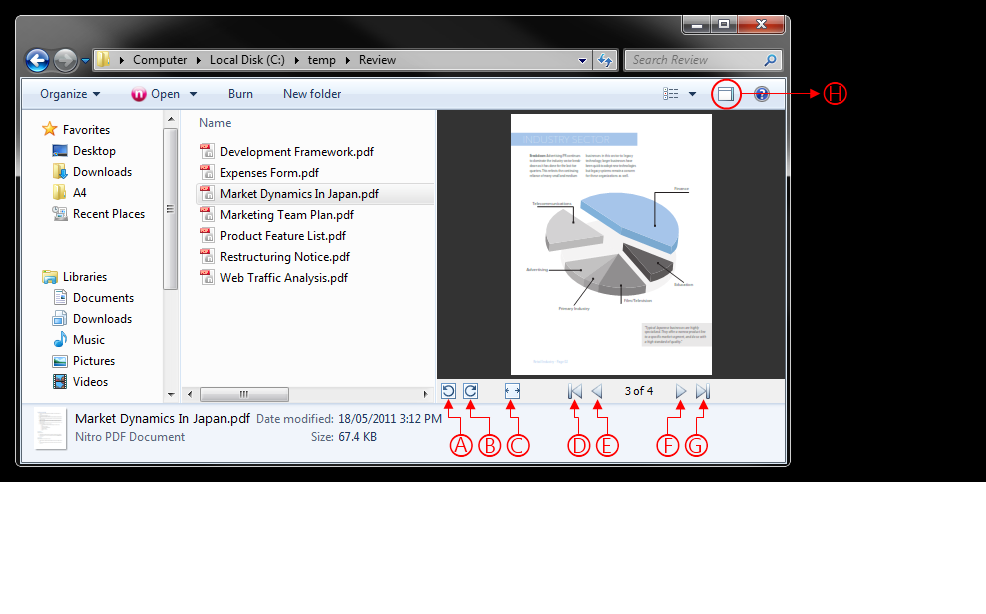 Computer ▸ Local Disk (C:) ▸ temp ▸ Review
Search Review
Organize
Open
Burn
New folder
H
Favorites
Desktop
Downloads
A4
Recent Places
Libraries
Documents
Downloads
Music
Pictures
Videos
Name
Development Framework.pdf
Expenses Form.pdf
Market Dynamics In Japan.pdf
Marketing Team Plan.pdf
Product Feature List.pdf
Restructuring Notice.pdf
Web Traffic Analysis.pdf
INDUSTRY SECTOR
Finance
Telecommunications
Advertising
Education
Film/Television
Primary Industry
3 of 4
Market Dynamics In Japan.pdf Date modified: 18/05/2011 3:12 PM
Nitro PDF Document Size: 67.4 KB
A B C D E F G